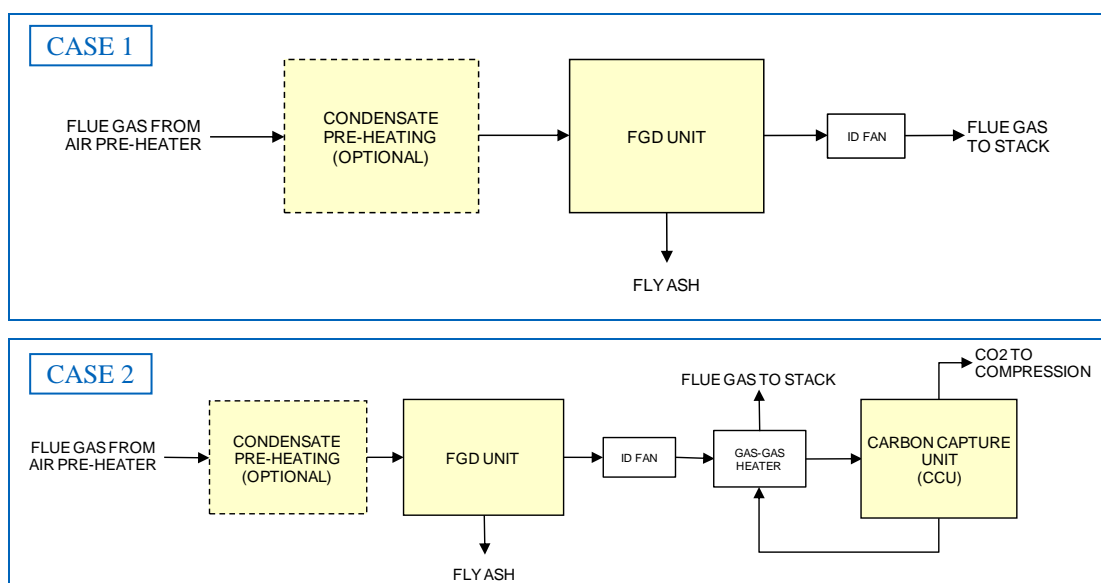 CASE 1
FLUE GAS FROM
AIR PRE-HEATER
CONDENSATE
PRE-HEATING
(OPTIONAL)
FGD UNIT
ID FAN
FLUE GAS
TO STACK
FLY ASH
CASE 2
CO2 TO
COMPRESSION
FLUE GAS TO STACK
FLUE GAS FROM
AIR PRE-HEATER
CONDENSATE
PRE-HEATING
(OPTIONAL)
FGD UNIT
ID FAN
GAS-GAS
HEATER
CARBON CAPTURE
UNIT
(CCU)
FLY ASH